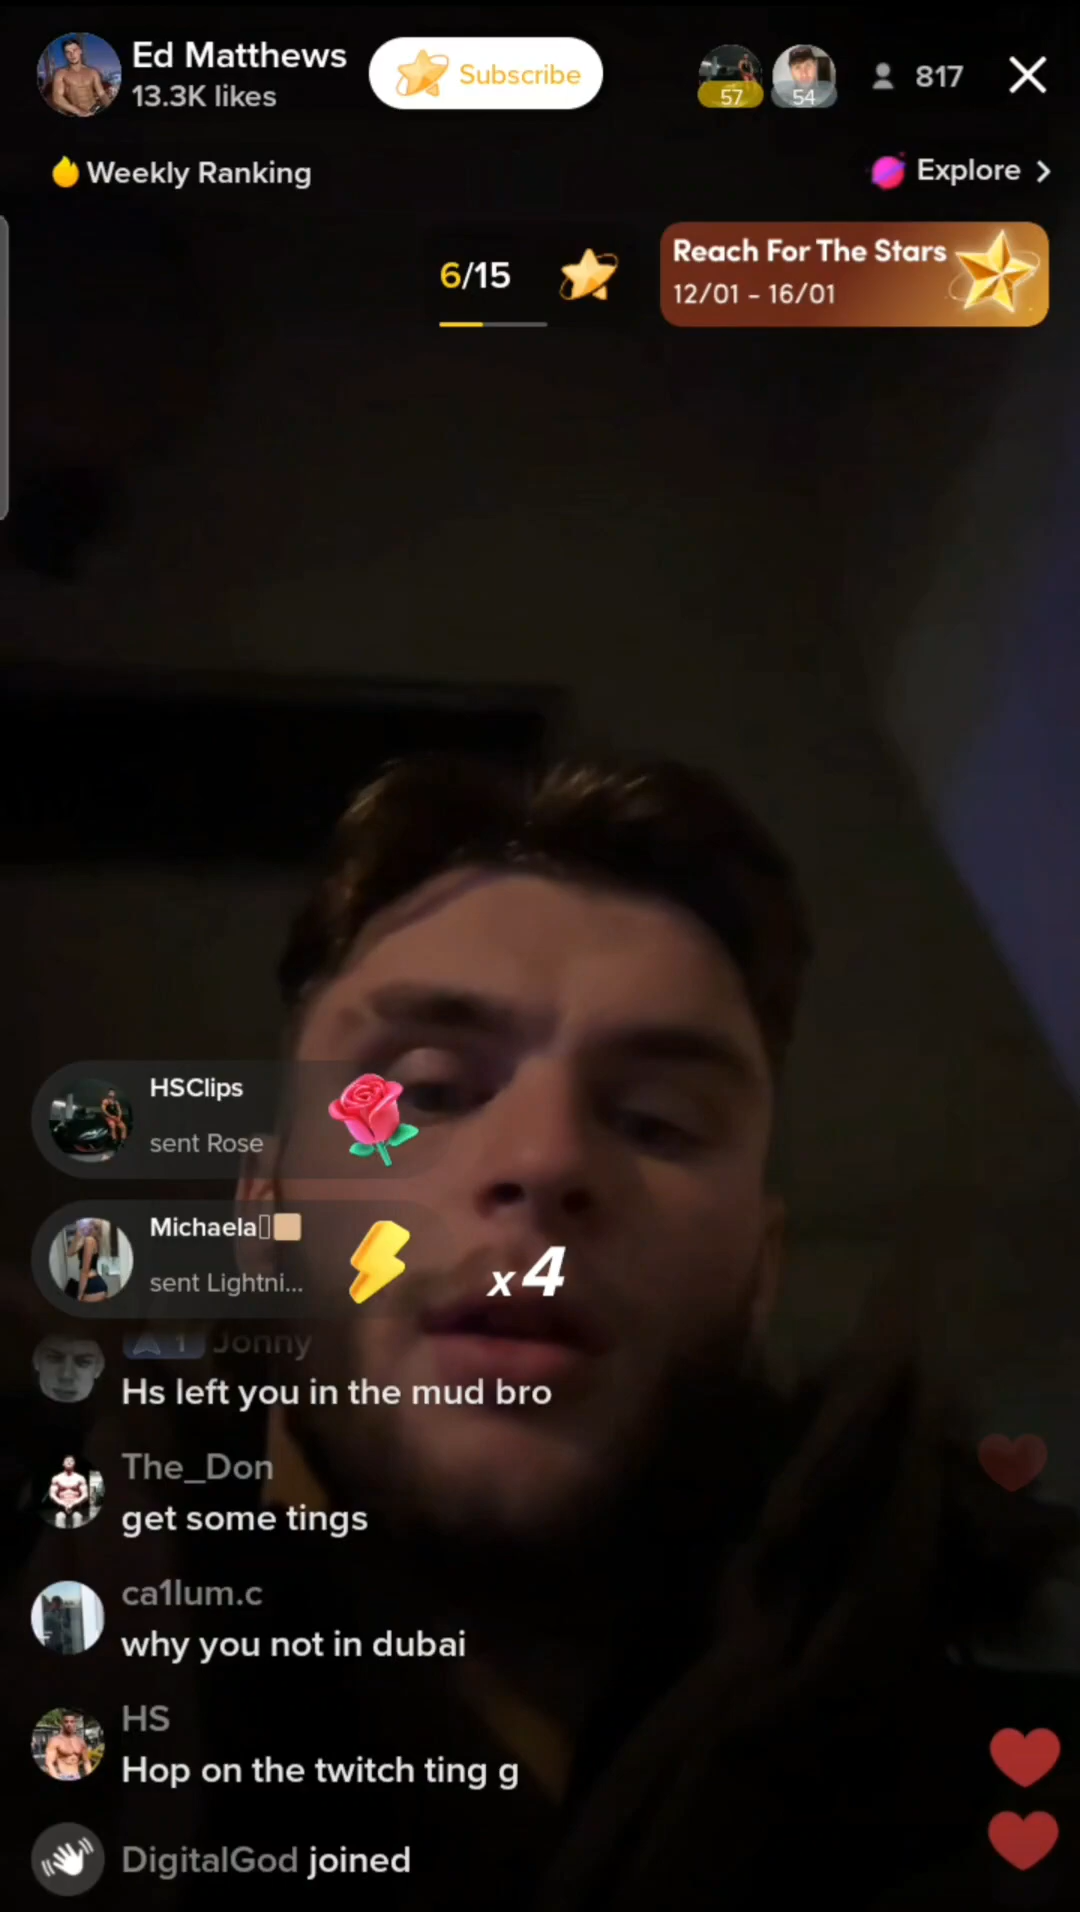 Ed Matthews
13.3K likes
Subscribe
57
54
817
Weekly Ranking
Explore
6/15
Reach For The Stars
12/01 - 16/01
HSClips
sent Rose
Michaela
sent Lightni...
x4
1 Jonny
Hs left you in the mud bro
The_Don
get some tings
ca1lum.c
why you not in dubai
HS
Hop on the twitch ting g
DigitalGod joined